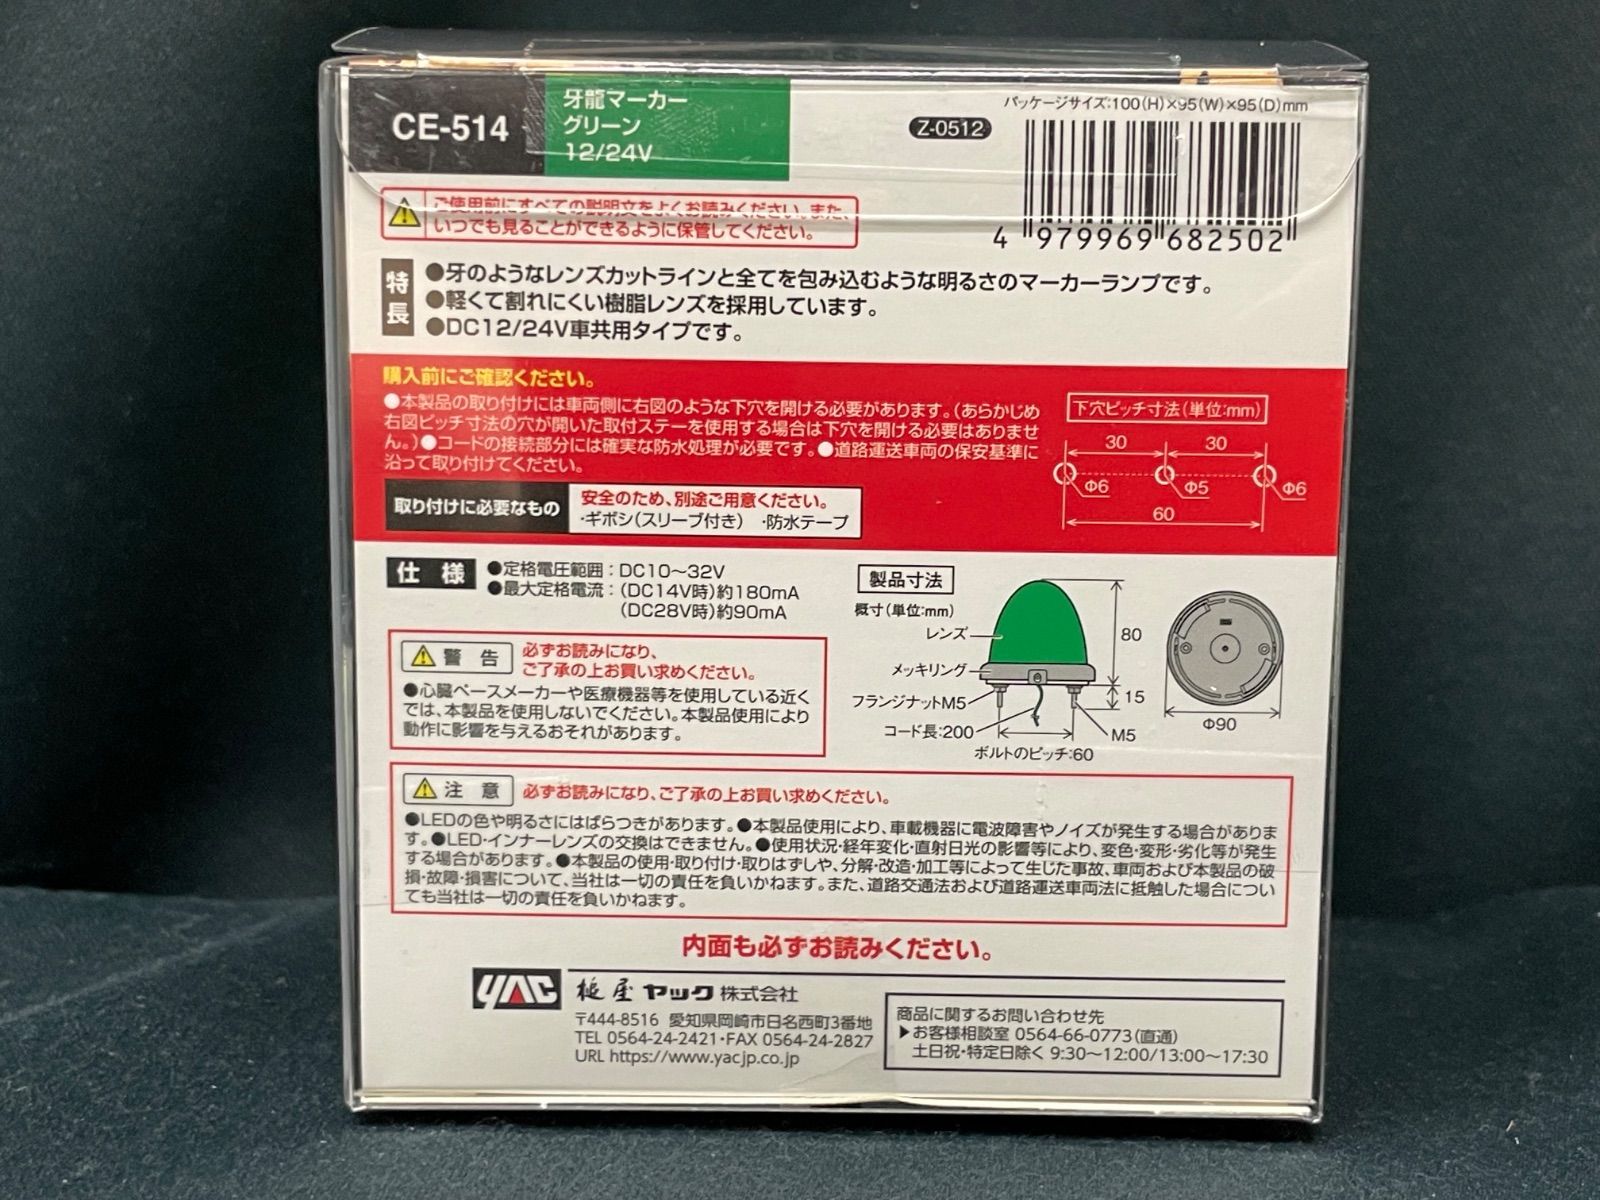 CE-514
牙龍マーカー
グリーン
12/24V
Z-0512
パッケージサイズ:100(H)×95(W)×95(D)mm
4 979969 682502
ご使用前にすべての説明文をよくお読みください。また、
いつでも見ることができるように保管してください。
特長
●牙のようなレンズカットラインと全てを包み込むような明るさのマーカーランプです。
●軽くて割れにくい樹脂レンズを採用しています。
●DC12/24V車共用タイプです。
購入前にご確認ください。
●本製品の取り付けには車両側に右図のような下穴を開ける必要があります。(あらかじめ
右図ピッチ寸法の穴が開いた取付ステーを使用する場合は下穴を開ける必要はありませ
ん。)●コードの接続部分には確実な防水処理が必要です。●道路運送車両の保安基準に
沿って取り付けてください。
取り付けに必要なもの
安全のため、別途ご用意ください。
・ギボシ(スリーブ付き) ・防水テープ
下穴ピッチ寸法(単位:mm)
30 30
Φ6 Φ5 Φ6
60
仕様
●定格電圧範囲:DC10〜32V
●最大定格電流:(DC14V時)約180mA
(DC28V時)約90mA
警告
必ずお読みになり、
ご了承の上お買い求めください。
●心臓ペースメーカーや医療機器等を使用している近く
では、本製品を使用しないでください。本製品使用により
動作に影響を与えるおそれがあります。
製品寸法
概寸(単位:mm)
レンズ
メッキリング
フランジナットM5
コード長:200
ボルトのピッチ:60
M5
80
15
Φ90
注意
必ずお読みになり、ご了承の上お買い求めください。
●LEDの色や明るさにはばらつきがあります。●本製品使用により、車載機器に電波障害やノイズが発生する場合がありま
す。●LED・インナーレンズの交換はできません。●使用状況・経年変化・直射日光の影響等により、変色・変形・劣化等が発生
する場合があります。●本製品の使用・取り付け・取りはずしや、分解・改造・加工等によって生じた事故、車両および本製品の破
損・故障・損害について、当社は一切の責任を負いかねます。また、道路交通法および道路運送車両法に抵触した場合につい
ても当社は一切の責任を負いかねます。
内面も必ずお読みください。
YAC
槌屋ヤック株式会社
〒444-8516 愛知県岡崎市日名西町3番地
TEL 0564-24-2421・FAX 0564-24-2827
URL https://www.yacjp.co.jp
商品に関するお問い合わせ先
▶お客様相談室 0564-66-0773(直通)
土日祝・特定日除く 9:30〜12:00/13:00〜17:30